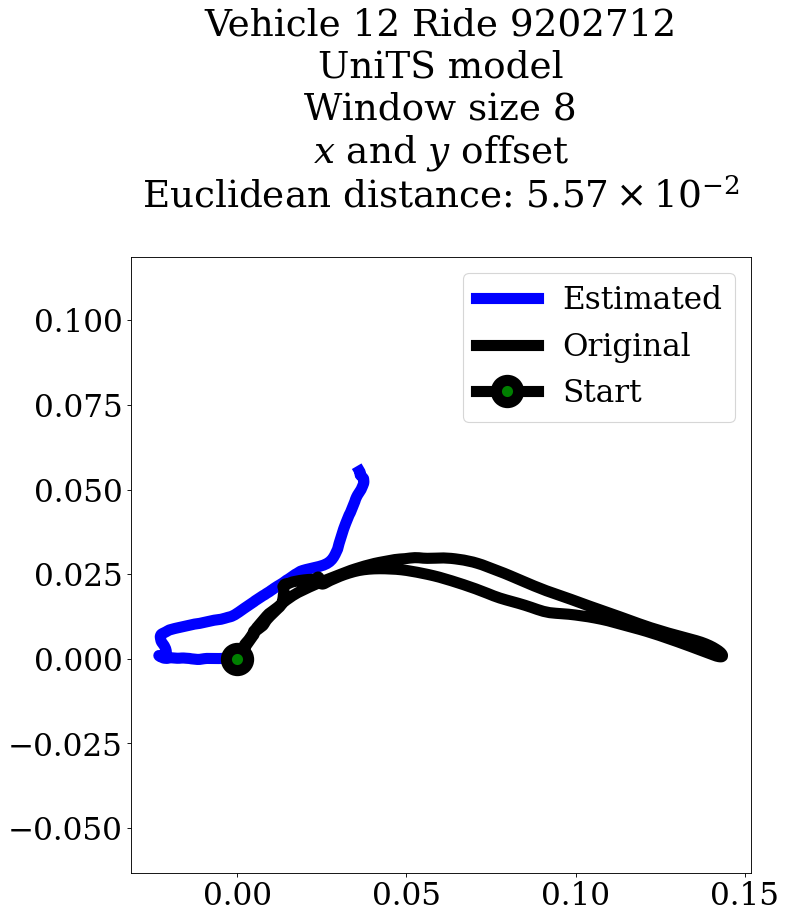 Vehicle 12 Ride 9202712
UniTS model
Window size 8
x and y offset
Euclidean distance: 5.57 × 10⁻²
Estimated
Original
Start
0.100
0.075
0.050
0.025
0.000
−0.025
−0.050
0.00 0.05 0.10 0.15